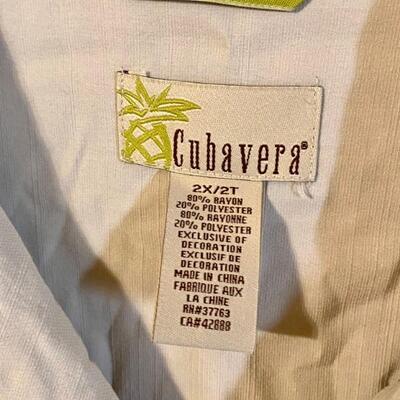 Cubavera®
2X/2T
80% RAYON
20% POLYESTER
80% RAYONNE
20% POLYESTER
EXCLUSIVE OF
DECORATION
EXCLUSIF DE
DECORATION
MADE IN CHINA
FABRIQUE AUX
LA CHINE
RN#37763
CA#42888